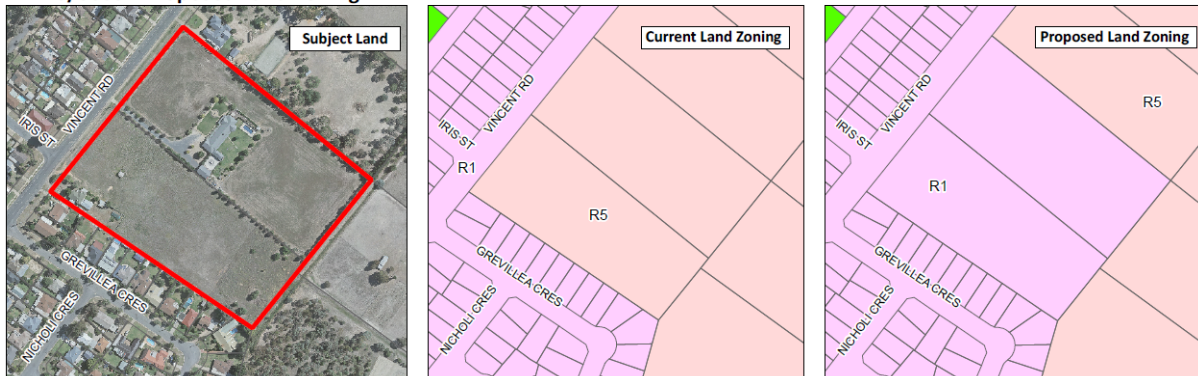 Subject Land
VINCENT RD
IRIS ST
GREVILLEA CRES
NICHOLI CRES
Current Land Zoning
VINCENT RD
IRIS ST
R1
R5
GREVILLEA CRES
NICHOLI CRES
Proposed Land Zoning
R5
VINCENT RD
IRIS ST
R1
GREVILLEA CRES
NICHOLI CRES